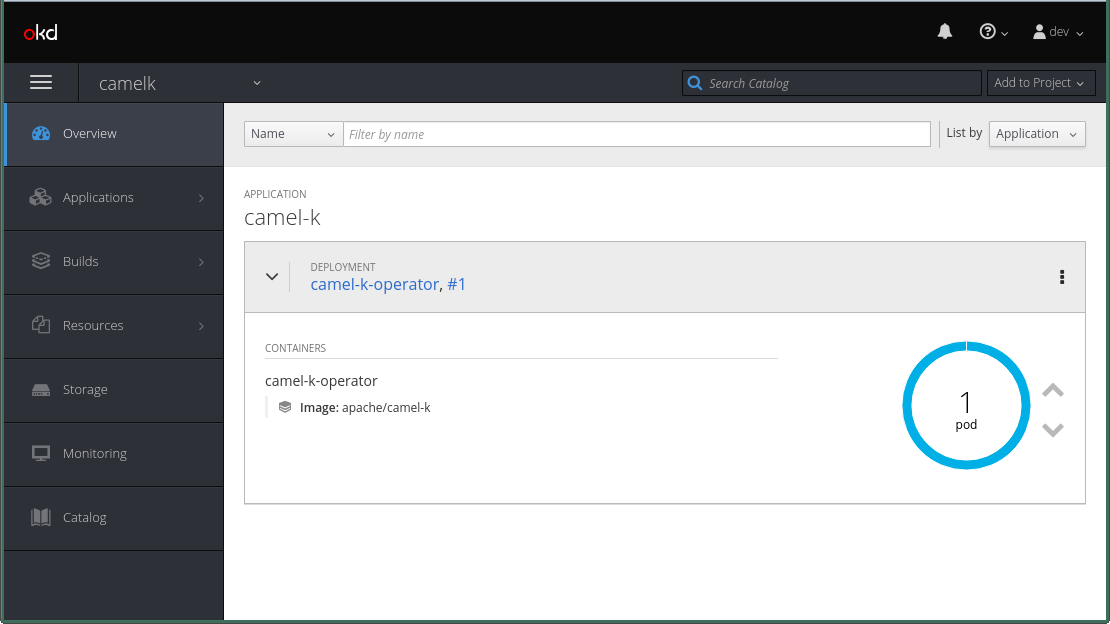 okd
dev
camelk
Search Catalog
Add to Project
Overview
Applications
Builds
Resources
Storage
Monitoring
Catalog
Name
Filter by name
List by
Application
APPLICATION
camel-k
DEPLOYMENT
camel-k-operator, #1
CONTAINERS
camel-k-operator
Image: apache/camel-k
1
pod